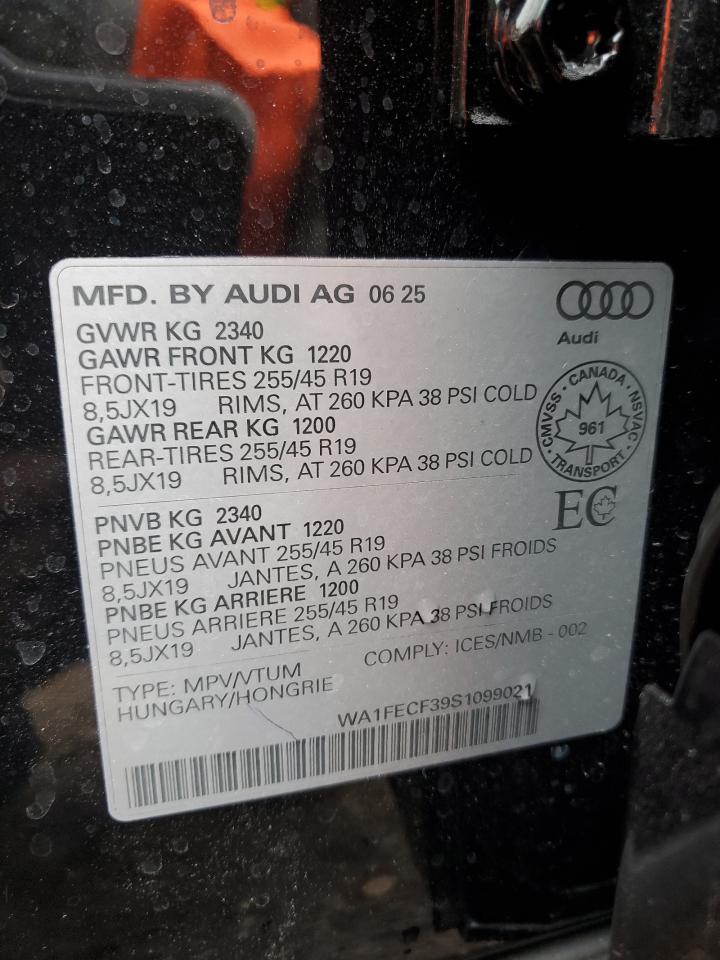 MFD. BY AUDI AG 06 25
Audi
GVWR KG 2340
GAWR FRONT KG 1220
FRONT-TIRES 255/45 R19
8,5JX19 RIMS, AT 260 KPA 38 PSI COLD
GAWR REAR KG 1200
REAR-TIRES 255/45 R19
8,5JX19 RIMS, AT 260 KPA 38 PSI COLD
CMVSS · CANADA · NSVAC · TRANSPORT ·
961
EC
PNVB KG 2340
PNBE KG AVANT 1220
PNEUS AVANT 255/45 R19
8,5JX19 JANTES, A 260 KPA 38 PSI FROIDS
PNBE KG ARRIERE 1200
PNEUS ARRIERE 255/45 R19
8,5JX19 JANTES, A 260 KPA 38 PSI FROIDS
TYPE: MPV/VTUM COMPLY: ICES/NMB - 002
HUNGARY/HONGRIE
WA1FECF39S1099021